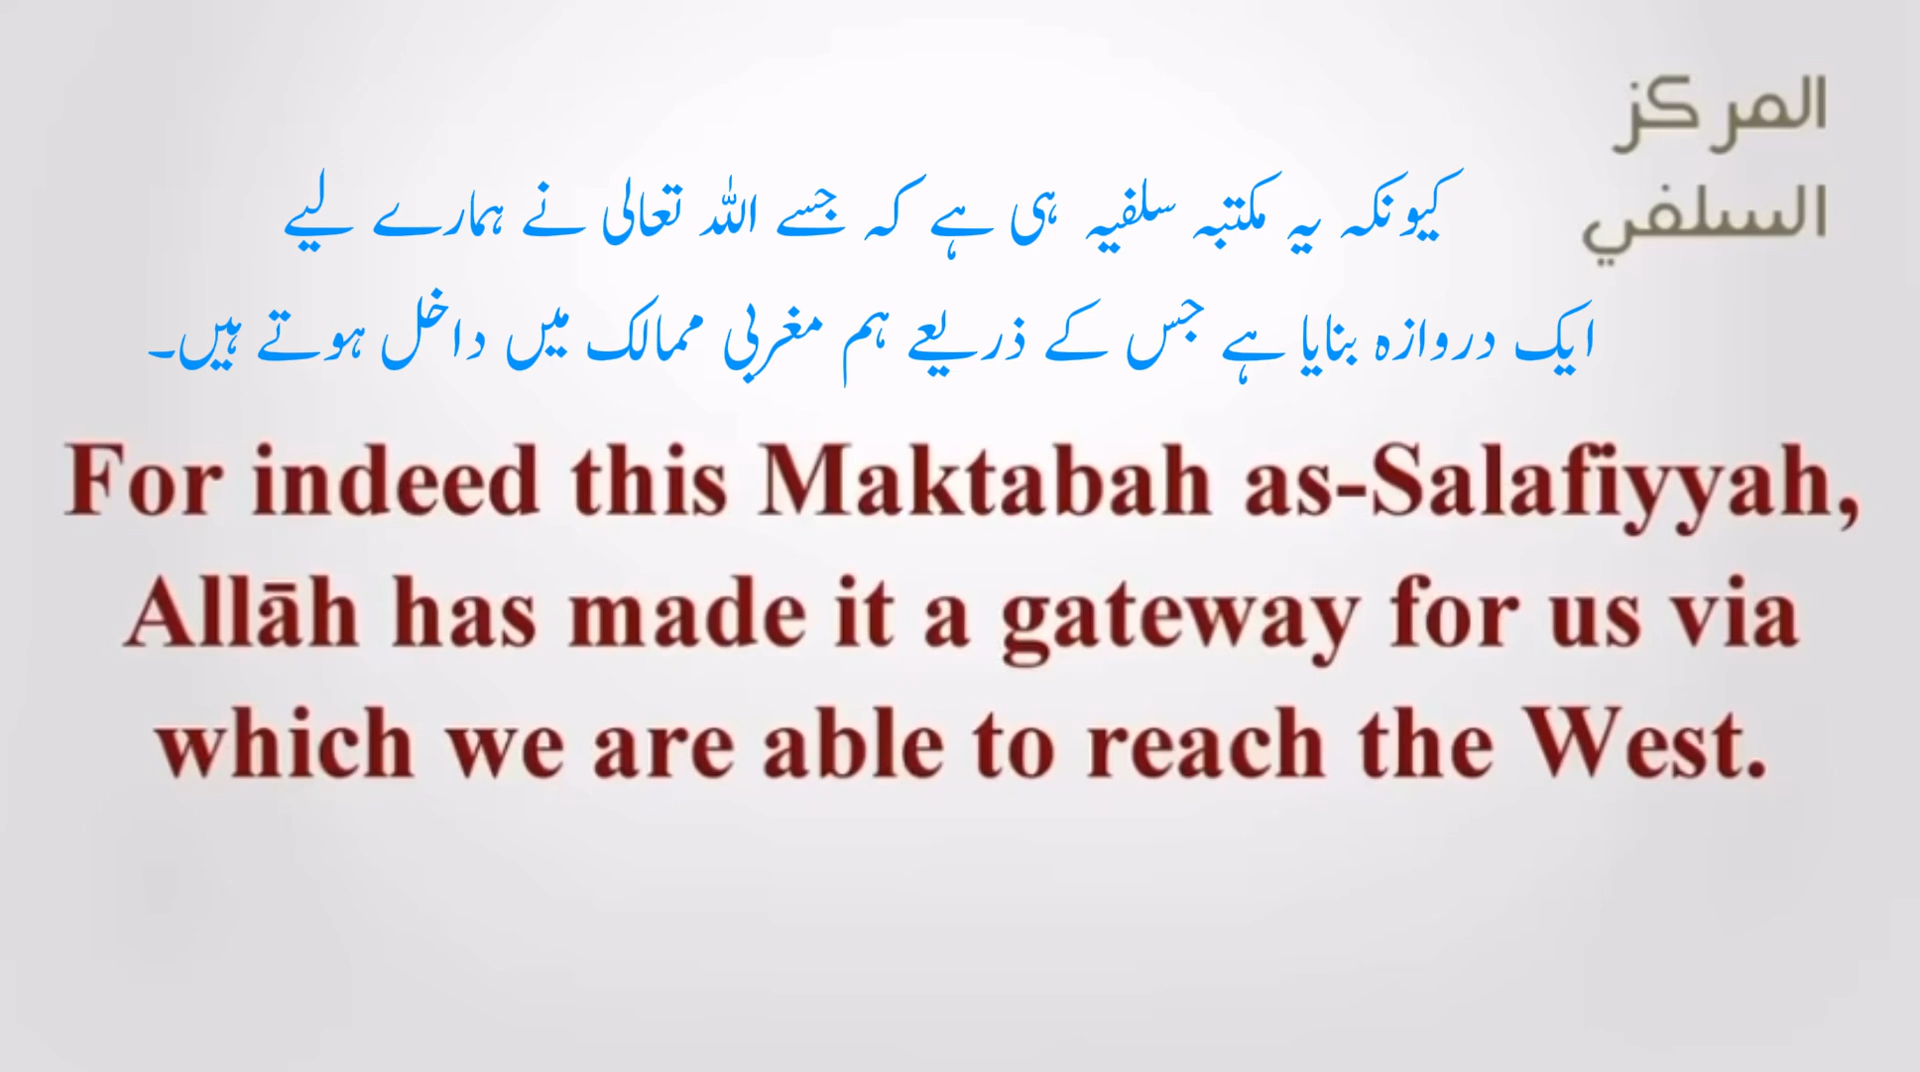 المركز
السلفي
کیونکہ یہ مکتبہ سلفیہ ہی ہے کہ جسے اللہ تعالی نے ہمارے لیے
ایک دروازہ بنایا ہے جس کے ذریعے ہم مغربی ممالک میں داخل ہوتے ہیں۔
For indeed this Maktabah as-Salafiyyah,
Allāh has made it a gateway for us via
which we are able to reach the West.